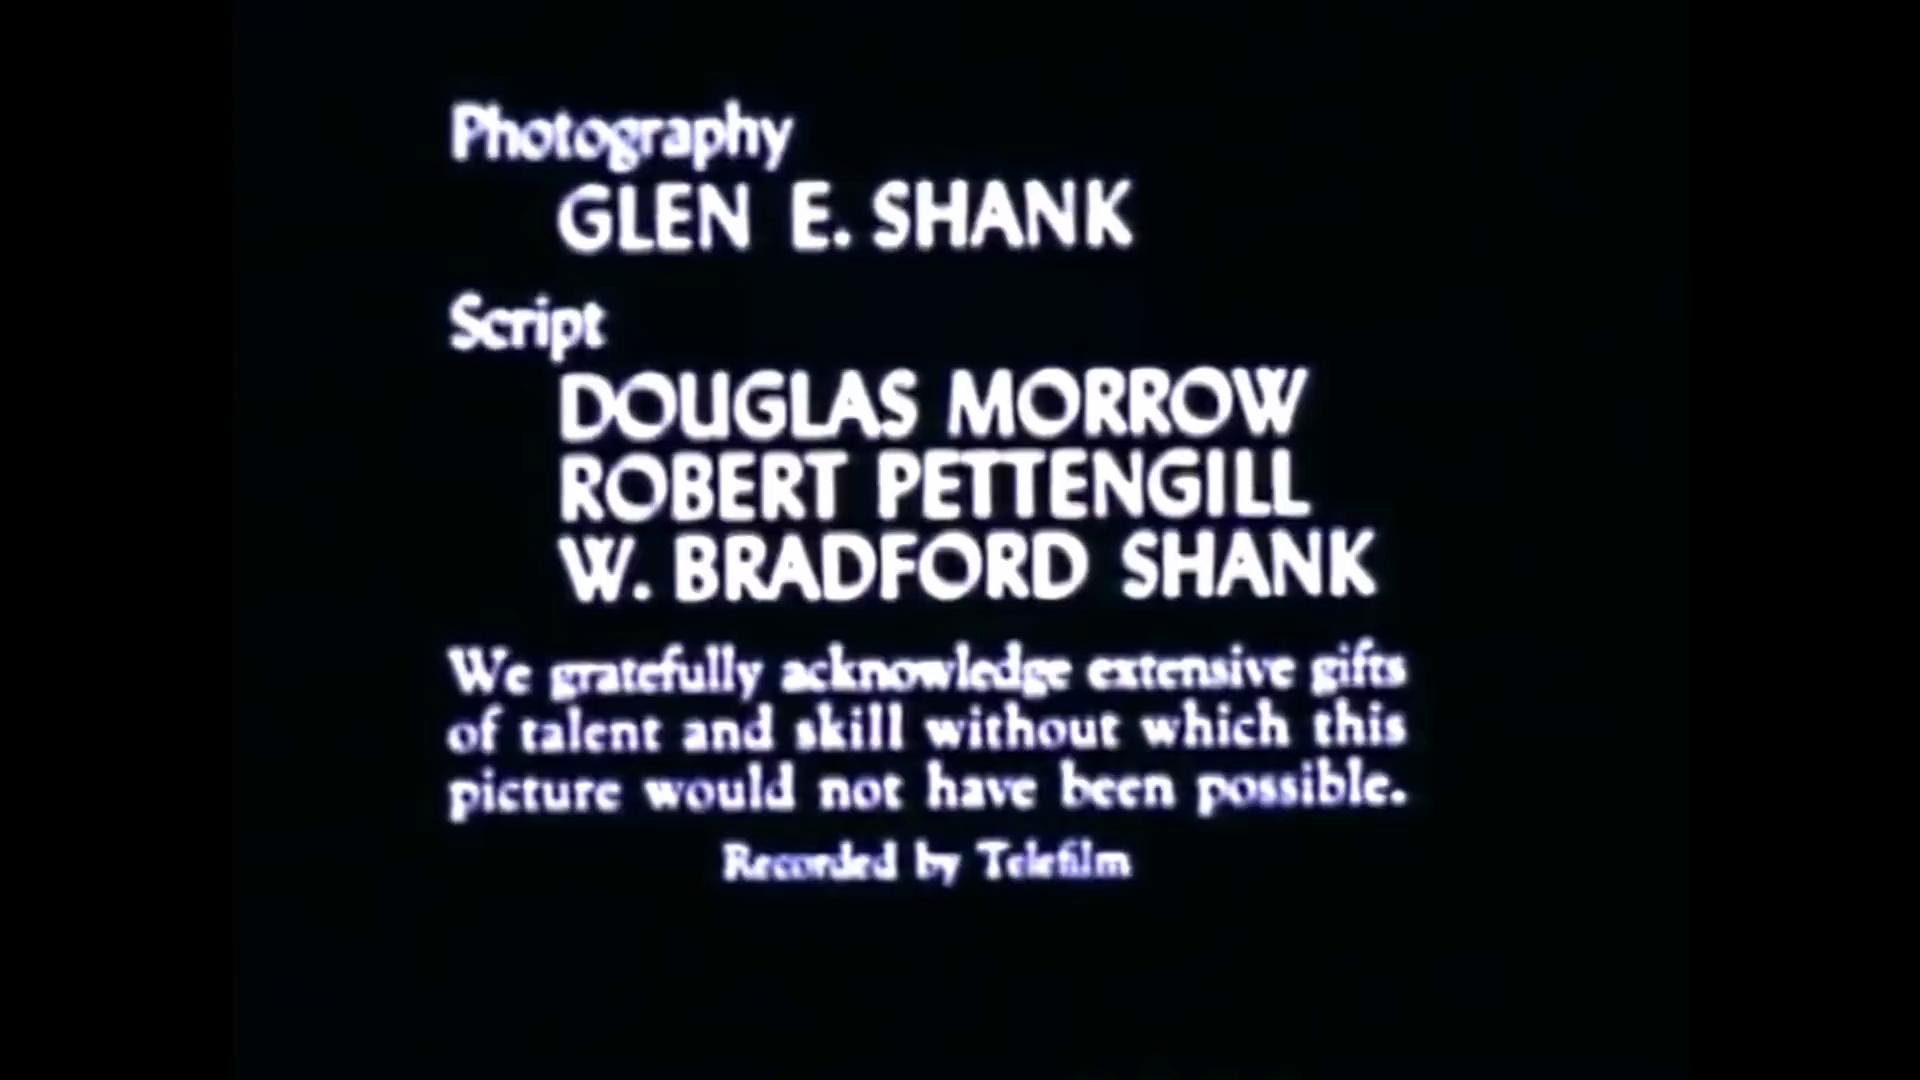 Photography
GLEN E. SHANK
Script
DOUGLAS MORROW
ROBERT PETTENGILL
W. BRADFORD SHANK
We gratefully acknowledge extensive gifts
of talent and skill without which this
picture would not have been possible.
Recorded by Telefilm